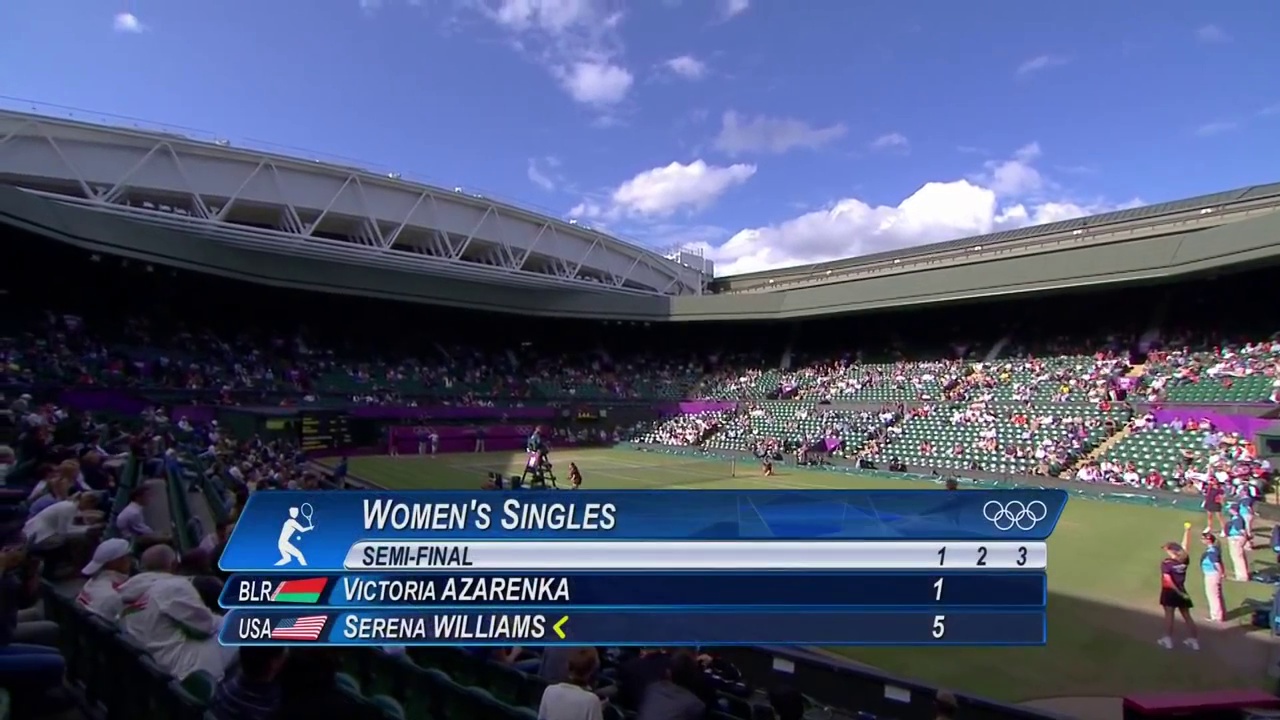 WOMEN'S SINGLES
SEMI-FINAL 1 2 3
BLR VICTORIA AZARENKA 1
USA SERENA WILLIAMS < 5